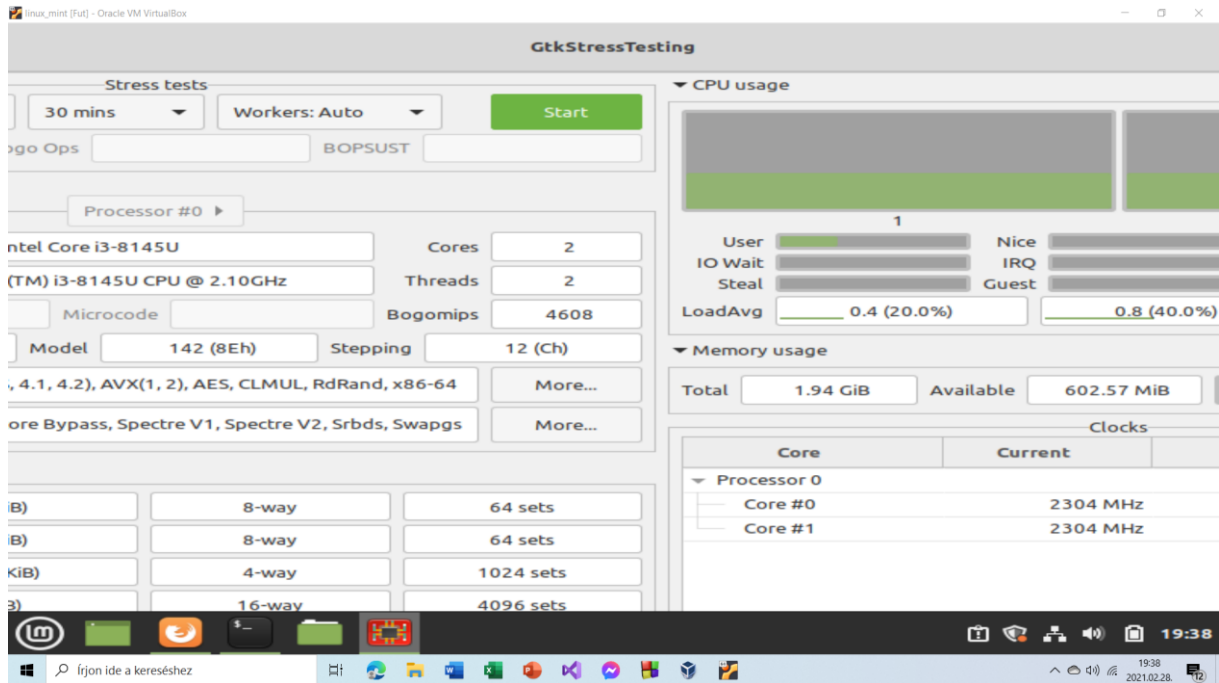 linux_mint [Fut] - Oracle VM VirtualBox
GtkStressTesting
Stress tests
30 mins
Workers: Auto
Start
ogo Ops
BOPSUST
Processor #0
ntel Core i3-8145U
Cores
2
(TM) i3-8145U CPU @ 2.10GHz
Threads
2
Microcode
Bogomips
4608
Model
142 (8Eh)
Stepping
12 (Ch)
, 4.1, 4.2), AVX(1, 2), AES, CLMUL, RdRand, x86-64
More...
ore Bypass, Spectre V1, Spectre V2, Srbds, Swapgs
More...
iB)
8-way
64 sets
iB)
8-way
64 sets
KiB)
4-way
1024 sets
B)
16-way
4096 sets
CPU usage
1
User
Nice
IO Wait
IRQ
Steal
Guest
LoadAvg
0.4 (20.0%)
0.8 (40.0%)
Memory usage
Total
1.94 GiB
Available
602.57 MiB
Clocks
Core
Current
Processor 0
Core #0
2304 MHz
Core #1
2304 MHz
19:38
Írjon ide a kereséshez
19:38
2021.02.28.
12